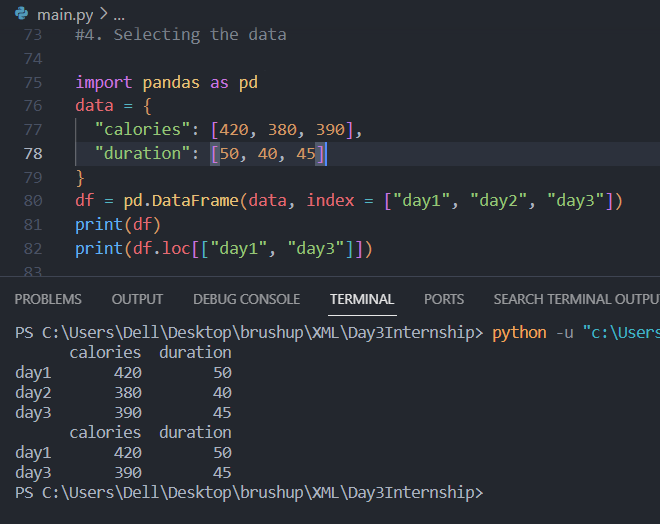 main.py > ...
73 #4. Selecting the data
74
75 import pandas as pd
76 data = {
77 "calories": [420, 380, 390],
78 "duration": [50, 40, 45]
79 }
80 df = pd.DataFrame(data, index = ["day1", "day2", "day3"])
81 print(df)
82 print(df.loc[["day1", "day3"]])
83
PROBLEMS OUTPUT DEBUG CONSOLE TERMINAL PORTS SEARCH TERMINAL OUTPU
PS C:\Users\Dell\Desktop\brushup\XML\Day3Internship> python -u "c:\Users
calories duration
day1 420 50
day2 380 40
day3 390 45
calories duration
day1 420 50
day3 390 45
PS C:\Users\Dell\Desktop\brushup\XML\Day3Internship>